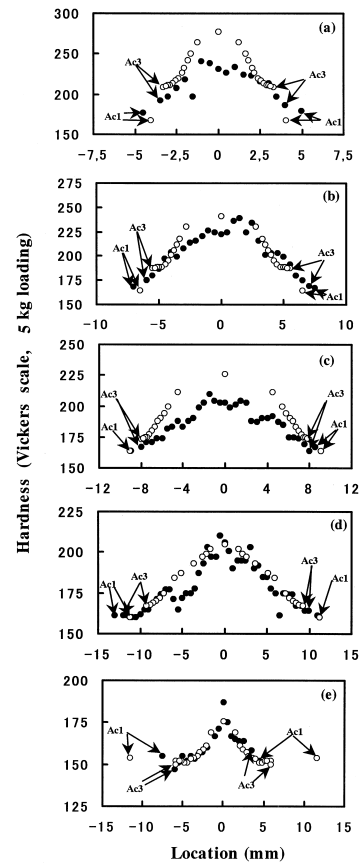 Hardness (Vickers scale, 5 kg loading)
300
(a)
250
Ac3
Ac3
200
Ac1
Ac1
150
-7,5 -5 -2.5 0 2.5 5 7,5
275
(b)
250
225
Ac3
Ac1
Ac3
200
175
Ac1
150
-10 -5 0 5 10
250
(c)
225
200
Ac3
Ac3
Ac1
Ac1
175
150
-12 -8 -4 0 4 8 12
225
(d)
200
Ac1
Ac3
Ac3
Ac1
175
150
-15 -10 -5 0 5 10 15
200
(e)
175
Ac1
Ac1
150
Ac3
Ac3
125
-15 -10 -5 0 5 10 15
Location (mm)